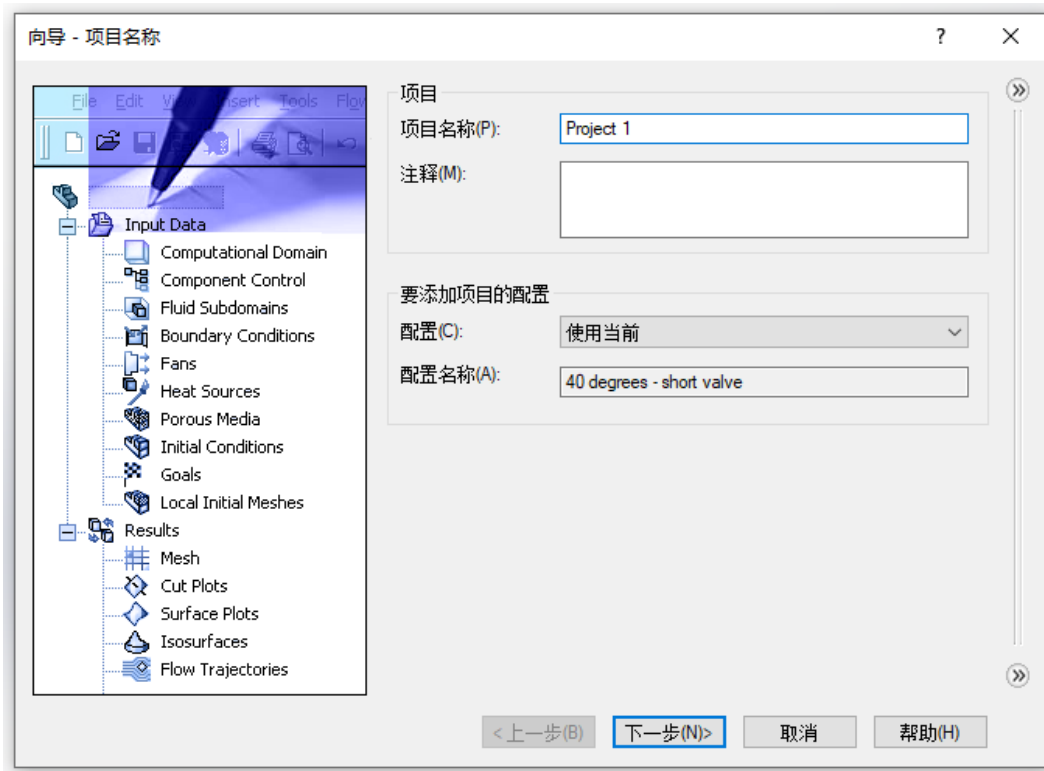 向导 - 项目名称
?
File Edit View Insert Tools Flow
Input Data
Computational Domain
Component Control
Fluid Subdomains
Boundary Conditions
Fans
Heat Sources
Porous Media
Initial Conditions
Goals
Local Initial Meshes
Results
Mesh
Cut Plots
Surface Plots
Isosurfaces
Flow Trajectories
项目
项目名称(P):
Project 1
注释(M):
要添加项目的配置
配置(C):
使用当前
配置名称(A):
40 degrees - short valve
<上一步(B)
下一步(N)>
取消
帮助(H)